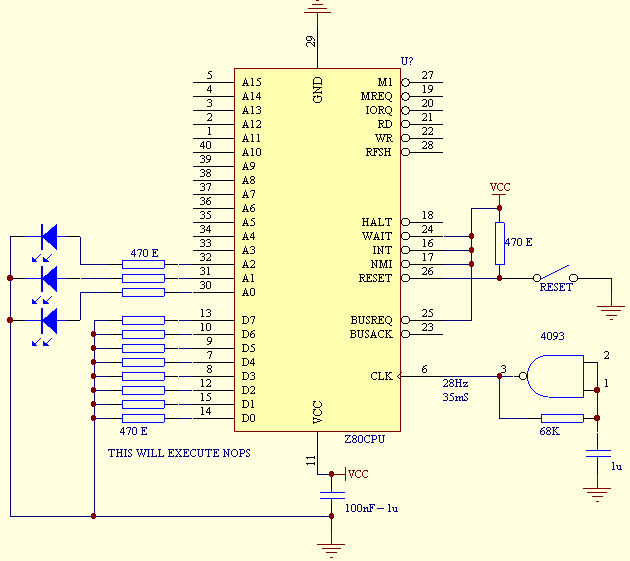 29
GND
U?
5 A15
4 A14
3 A13
2 A12
1 A11
40 A10
39 A9
38 A8
37 A7
36 A6
35 A5
34 A4
33 A3
32 A2
31 A1
30 A0
470 E
13 D7
10 D6
9 D5
7 D4
8 D3
12 D2
15 D1
14 D0
470 E
M1 27
MREQ 19
IORQ 20
RD 21
WR 22
RFSH 28
HALT 18
WAIT 24
INT 16
NMI 17
RESET 26
BUSREQ 25
BUSACK 23
CLK 6
VCC
470 E
RESET
4093
2
3
1
28Hz
35mS
68K
1u
VCC
Z80CPU
THIS WILL EXECUTE NOPS
11
VCC
100nF-1u